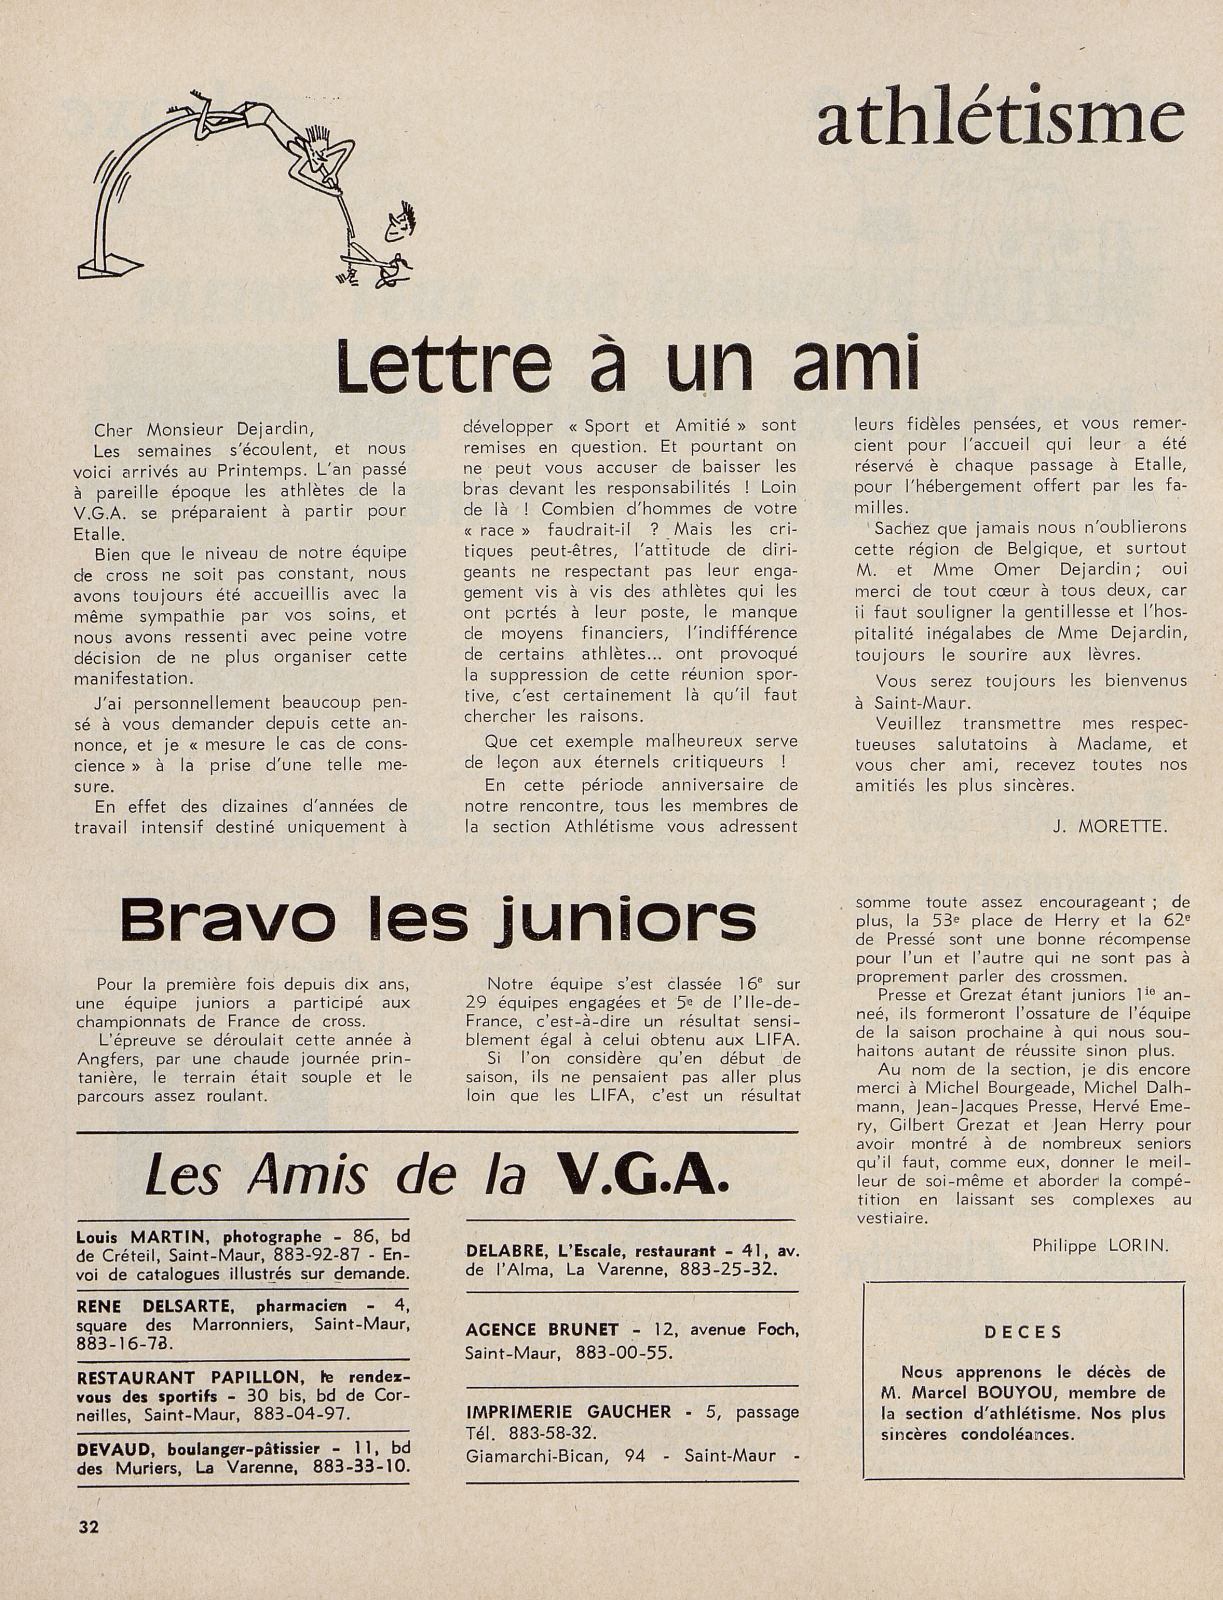 athlétisme
Lettre à un ami
Cher Monsieur Dejardin,
Les semaines s'écoulent, et nous
voici arrivés au Printemps. L'an passé
à pareille époque les athlètes de la
V.G.A. se préparaient à partir pour
Etalle.
Bien que le niveau de notre équipe
de cross ne soit pas constant, nous
avons toujours été accueillis avec la
même sympathie par vos soins, et
nous avons ressenti avec peine votre
décision de ne plus organiser cette
manifestation.
J'ai personnellement beaucoup pen-
sé à vous demander depuis cette an-
nonce, et je « mesure le cas de cons-
cience » à la prise d'une telle me-
sure.
En effet des dizaines d'années de
travail intensif destiné uniquement à
développer « Sport et Amitié » sont
remises en question. Et pourtant on
ne peut vous accuser de baisser les
bras devant les responsabilités ! Loin
de là ! Combien d'hommes de votre
« race » faudrait-il ? Mais les cri-
tiques peut-êtres, l'attitude de diri-
geants ne respectant pas leur enga-
gement vis à vis des athlètes qui les
ont portés à leur poste, le manque
de moyens financiers, l'indifférence
de certains athlètes... ont provoqué
la suppression de cette réunion spor-
tive, c'est certainement là qu'il faut
chercher les raisons.
Que cet exemple malheureux serve
de leçon aux éternels critiqueurs !
En cette période anniversaire de
notre rencontre, tous les membres de
la section Athlétisme vous adressent
leurs fidèles pensées, et vous remer-
cient pour l'accueil qui leur a été
réservé è chaque passage à Etalle,
pour l'hébergement offert par les fa-
milles.
Sachez que jamais nous n'oublierons
cette région de Belgique, et surtout
M. et Mme Omer Dejardin; oui
merci de tout cœur à tous deux, car
ii faut souligner la gentillesse et l'hos-
pitalité inégalabes de Mme Dejardin,
toujours le sourire aux lèvres.
Vous serez toujours les bienvenus
à Saint-Maur.
Veuillez transmettre mes respec-
tueuses salutatoins à Madame, et
vous cher ami, recevez toutes nos
amitiés les plus sincères.
J. MORETTE.
Bravo les juniors
Pour la première fois depuis dix ans,
une équipe juniors a participé aux
championnats de France de cross.
L'épreuve se déroulait cette année à
Angfers, par une chaude journée prin-
tanière, le terrain était souple et le
parcours assez roulant.
Notre équipe s'est classée 16e sur
29 équipes engagées et 5e de l'Ile-de-
France, c'est-à-dire un résultat sensi-
blement égal à celui obtenu aux LIFA.
Si l'on considère qu'en début de
saison, ils ne pensaient pas aller plus
loin que les LIFA, c'est un résultat
somme toute assez encourageant ; de
plus, la 53e place de Herry et la 62e
de Pressé sont une bonne récompense
pour l'un et l'autre qui ne sont pas à
proprement parler des crossmen.
Presse et Grezat étant juniors 1ie an-
neé, ils formeront l'ossature de l'équipe
de la saison prochaine à qui nous sou-
haitons autant de réussite sinon plus.
Au nom de la section, je dis encore
merci à Michel Bourgeade, Michel Dalh-
mann, Jean-Jacques Presse, Hervé Eme-
ry, Gilbert Grezat et Jean Herry pour
avoir montré à de nombreux seniors
qu'il faut, comme eux, donner le meil-
leur de soi-même et aborder la compé-
tition en laissant ses complexes au
vestiaire.
Philippe LORIN.
Les Amis de la V.G.A.
Louis MARTIN, photographe - 86, bd
de Créteil, Saint-Maur, 883-92-87 - En-
voi de catalogues illustrés sur demande.
RENE DELSARTE, pharmacien - 4,
square des Marronniers, Saint-Maur,
883-16-73.
RESTAURANT PAPILLON, le rendez-
vous des sportifs - 30 bis, bd de Cor-
neilles, Saint-Maur, 883-04-97.
DEVAUD, boulanger-pâtissier - 11, bd
des Muriers, La Varenne, 883-33-10.
DELABRE, L'Escale, restaurant - 41, av.
de l'Alma, La Varenne, 883-25-32.
AGENCE BRUNET - 12, avenue Foch,
Saint-Maur, 883-00-55.
IMPRIMERIE GAUCHER - 5, passage
Tél. 883-58-32.
Giamarchi-Bican, 94 - Saint-Maur -
DECES
Nous apprenons le décès de
M. Marcel BOUYOU, membre de
la section d'athlétisme. Nos plus
sincères condoléances.
32